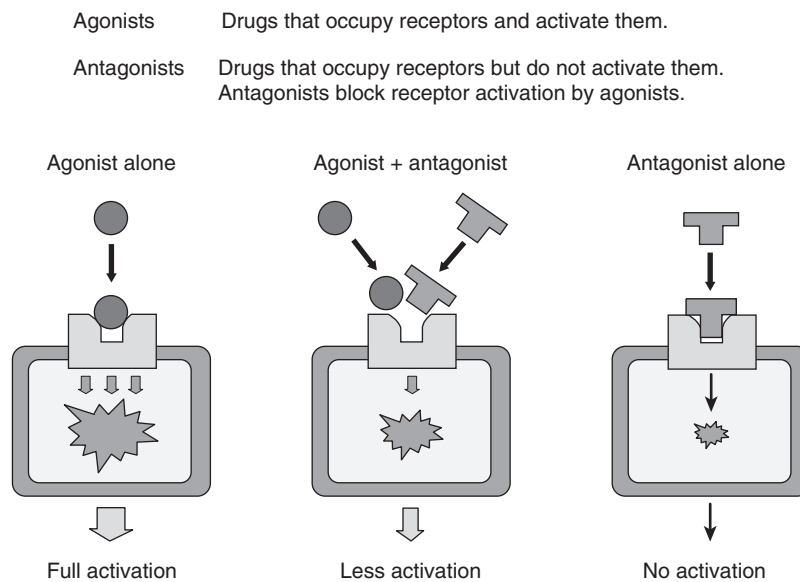 Agonists Drugs that occupy receptors and activate them.
Antagonists Drugs that occupy receptors but do not activate them.
Antagonists block receptor activation by agonists.
Agonist alone
Agonist + antagonist
Antagonist alone
Full activation
Less activation
No activation